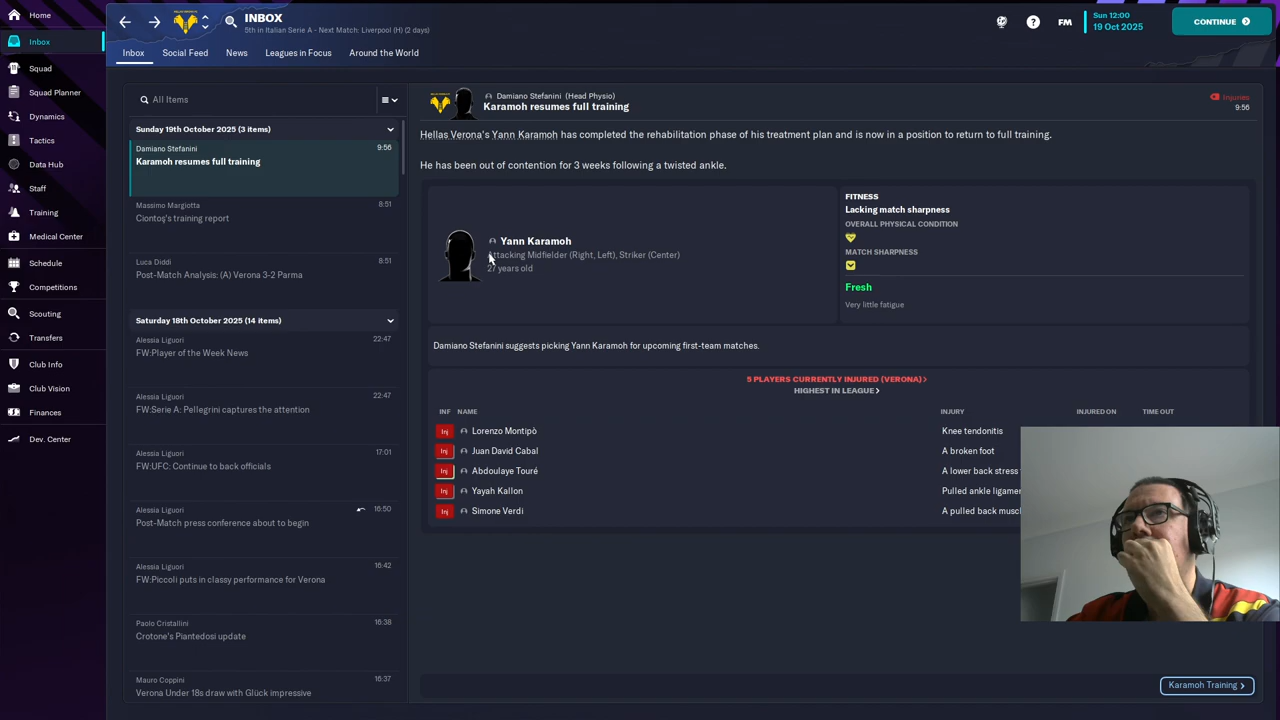 Home
Inbox
Squad
Squad Planner
Dynamics
Tactics
Data Hub
Staff
Training
Medical Center
Schedule
Competitions
Scouting
Transfers
Club Info
Club Vision
Finances
Dev. Center
INBOX
5th in Italian Serie A - Next Match: Liverpool (H) (2 days)
FM
Sun 12:00
19 Oct 2025
CONTINUE
Inbox
Social Feed
News
Leagues in Focus
Around the World
All Items
Sunday 19th October 2025 (3 items)
Damiano Stefanini
9:56
Karamoh resumes full training
Massimo Margiotta
8:51
Ciontoş's training report
Luca Diddi
8:51
Post-Match Analysis: (A) Verona 3-2 Parma
Saturday 18th October 2025 (14 items)
Alessia Liguori
22:47
FW:Player of the Week News
Alessia Liguori
22:47
FW:Serie A: Pellegrini captures the attention
Alessia Liguori
17:01
FW:UFC: Continue to back officials
Alessia Liguori
16:50
Post-Match press conference about to begin
Alessia Liguori
16:42
FW:Piccoli puts in classy performance for Verona
Paolo Cristallini
16:38
Crotone's Piantedosi update
Mauro Coppini
16:37
Verona Under 18s draw with Glück impressive
Damiano Stefanini (Head Physio)
Karamoh resumes full training
Injuries
9:56
Hellas Verona's Yann Karamoh has completed the rehabilitation phase of his treatment plan and is now in a position to return to full training.
He has been out of contention for 3 weeks following a twisted ankle.
Yann Karamoh
Attacking Midfielder (Right, Left), Striker (Center)
27 years old
FITNESS
Lacking match sharpness
OVERALL PHYSICAL CONDITION
MATCH SHARPNESS
Fresh
Very little fatigue
Damiano Stefanini suggests picking Yann Karamoh for upcoming first-team matches.
5 PLAYERS CURRENTLY INJURED (VERONA)
HIGHEST IN LEAGUE
INF NAME INJURY INJURED ON TIME OUT
Inj Lorenzo Montipò Knee tendonitis
Inj Juan David Cabal A broken foot
Inj Abdoulaye Touré A lower back stress
Inj Yayah Kallon Pulled ankle
Inj Simone Verdi A pulled back
Karamoh Training